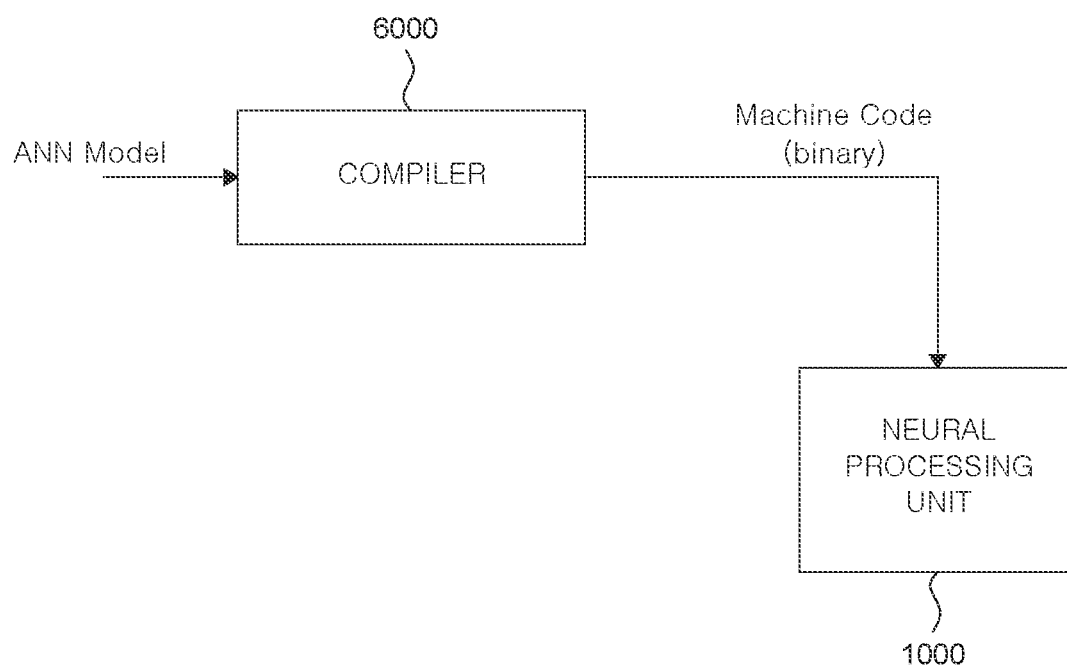 6000
ANN Model
COMPILER
Machine Code
(binary)
NEURAL
PROCESSING
UNIT
1000